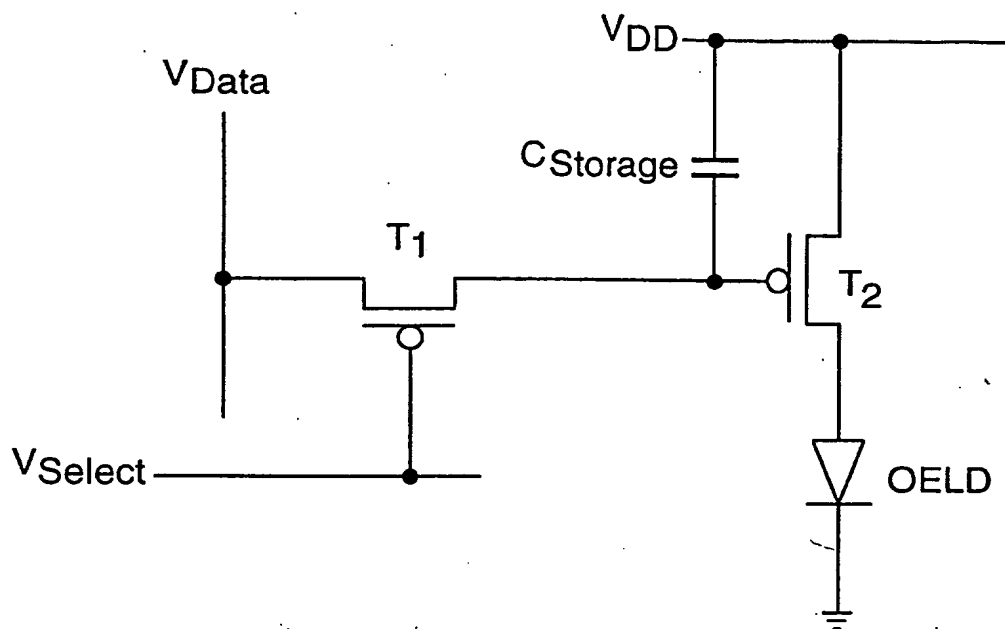 VDD
VData
CStorage
T1
T2
VSelect
OELD